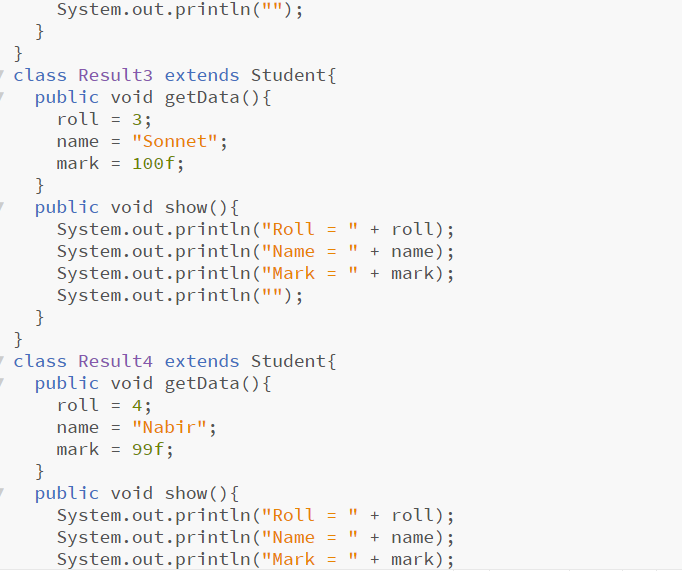 System.out.println("");
  }
}
class Result3 extends Student{
  public void getData(){
    roll = 3;
    name = "Sonnet";
    mark = 100f;
  }
  public void show(){
    System.out.println("Roll = " + roll);
    System.out.println("Name = " + name);
    System.out.println("Mark = " + mark);
    System.out.println("");
  }
}
class Result4 extends Student{
  public void getData(){
    roll = 4;
    name = "Nabir";
    mark = 99f;
  }
  public void show(){
    System.out.println("Roll = " + roll);
    System.out.println("Name = " + name);
    System.out.println("Mark = " + mark);